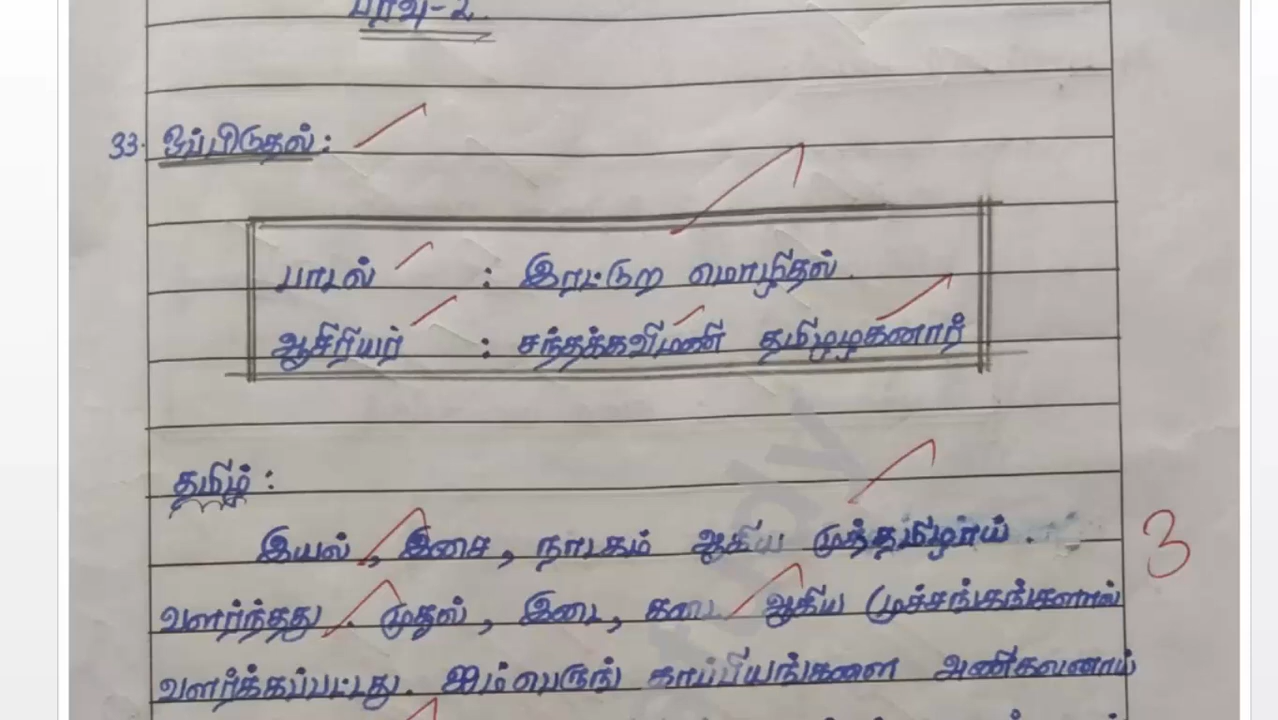 பிரிவு-2.
33. ஒப்பிடுதல்:
பாடல் : இரட்டுற மொழிதல்.
ஆசிரியர் : சந்தக்கவிமணி தமிழழகனார்
தமிழ்:
இயல், இசை, நாடகம் ஆகிய முத்தமிழாய்
வளர்ந்தது. முதல், இடை, கடை ஆகிய முச்சங்கங்களால்
3
வளர்க்கப்பட்டது. ஐம்பெருங் காப்பியங்களை அணிகலனாய்